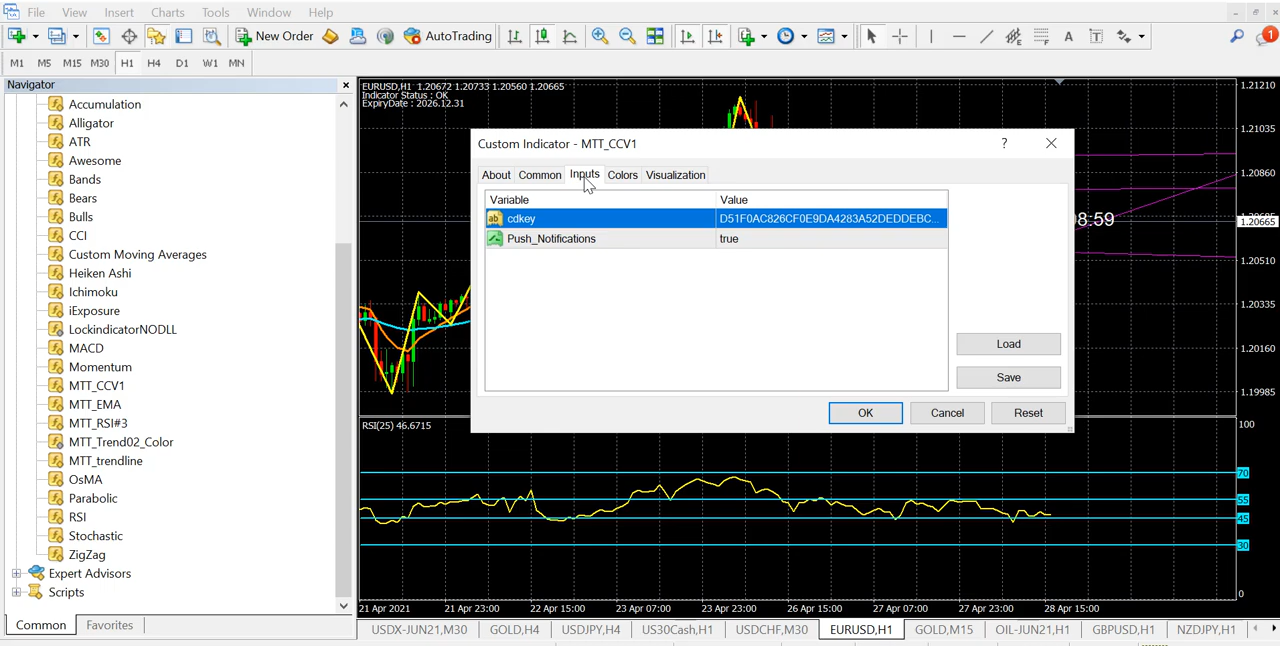 File View Insert Charts Tools Window Help
New Order AutoTrading A T 1
M1 M5 M15 M30 H1 H4 D1 W1 MN
Navigator
Accumulation
Alligator
ATR
Awesome
Bands
Bears
Bulls
CCI
Custom Moving Averages
Heiken Ashi
Ichimoku
iExposure
LockindicatorNODLL
MACD
Momentum
MTT_CCV1
MTT_EMA
MTT_RSI#3
MTT_Trend02_Color
MTT_trendline
OsMA
Parabolic
RSI
Stochastic
ZigZag
Expert Advisors
Scripts
Common Favorites
EURUSD,H1 1.20672 1.20733 1.20560 1.20665
Indicator Status : OK
ExpiryDate : 2026.12.31
Custom Indicator - MTT_CCV1 ?
About Common Inputs Colors Visualization
Variable Value
ab cdkey D51F0AC826CF0E9DA4283A52DEDDEBC...
Push_Notifications true
Load
Save
OK Cancel Reset
8:59
1.21210
1.21035
1.20860
1.20665
1.20510
1.20335
1.20160
1.19985
RSI(25) 46.6715
100
70
55
45
30
0
21 Apr 2021 21 Apr 23:00 22 Apr 15:00 23 Apr 07:00 23 Apr 23:00 26 Apr 15:00 27 Apr 07:00 27 Apr 23:00 28 Apr 15:00
USDX-JUN21,M30 GOLD,H4 USDJPY,H4 US30Cash,H1 USDCHF,M30 EURUSD,H1 GOLD,M15 OIL-JUN21,H1 GBPUSD,H1 NZDJPY,H1